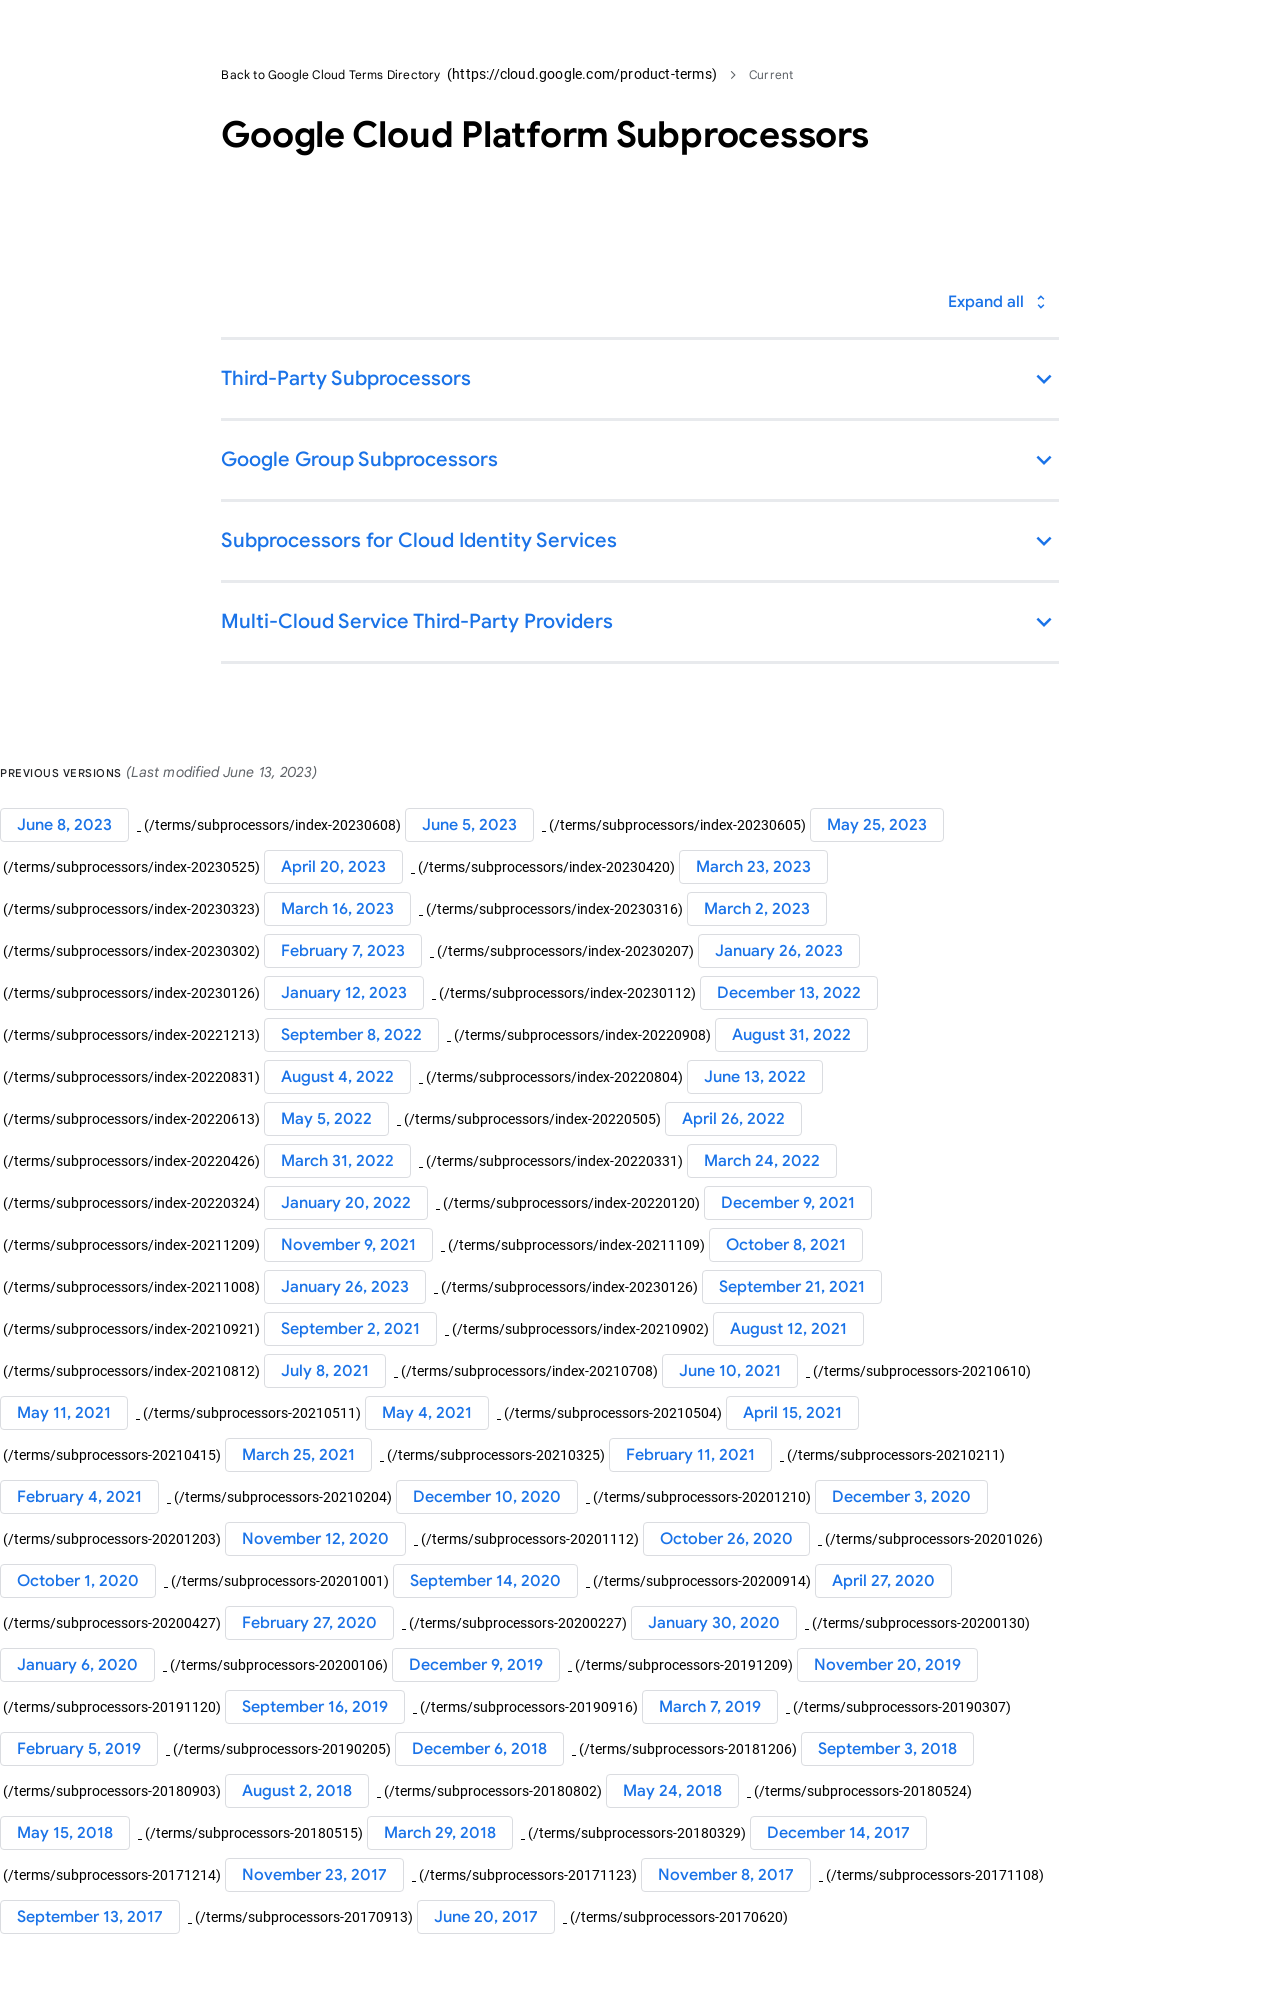 Back to Google Cloud Terms Directory (https://cloud.google.com/product-terms) > Current
Google Cloud Platform Subprocessors
Expand all
Third-Party Subprocessors
Google Group Subprocessors
Subprocessors for Cloud Identity Services
Multi-Cloud Service Third-Party Providers
PREVIOUS VERSIONS (Last modified June 13, 2023)
June 8, 2023 (/terms/subprocessors/index-20230608) June 5, 2023 (/terms/subprocessors/index-20230605) May 25, 2023
(/terms/subprocessors/index-20230525) April 20, 2023 (/terms/subprocessors/index-20230420) March 23, 2023
(/terms/subprocessors/index-20230323) March 16, 2023 (/terms/subprocessors/index-20230316) March 2, 2023
(/terms/subprocessors/index-20230302) February 7, 2023 (/terms/subprocessors/index-20230207) January 26, 2023
(/terms/subprocessors/index-20230126) January 12, 2023 (/terms/subprocessors/index-20230112) December 13, 2022
(/terms/subprocessors/index-20221213) September 8, 2022 (/terms/subprocessors/index-20220908) August 31, 2022
(/terms/subprocessors/index-20220831) August 4, 2022 (/terms/subprocessors/index-20220804) June 13, 2022
(/terms/subprocessors/index-20220613) May 5, 2022 (/terms/subprocessors/index-20220505) April 26, 2022
(/terms/subprocessors/index-20220426) March 31, 2022 (/terms/subprocessors/index-20220331) March 24, 2022
(/terms/subprocessors/index-20220324) January 20, 2022 (/terms/subprocessors/index-20220120) December 9, 2021
(/terms/subprocessors/index-20211209) November 9, 2021 (/terms/subprocessors/index-20211109) October 8, 2021
(/terms/subprocessors/index-20211008) January 26, 2023 (/terms/subprocessors/index-20230126) September 21, 2021
(/terms/subprocessors/index-20210921) September 2, 2021 (/terms/subprocessors/index-20210902) August 12, 2021
(/terms/subprocessors/index-20210812) July 8, 2021 (/terms/subprocessors/index-20210708) June 10, 2021 (/terms/subprocessors-20210610)
May 11, 2021 (/terms/subprocessors-20210511) May 4, 2021 (/terms/subprocessors-20210504) April 15, 2021
(/terms/subprocessors-20210415) March 25, 2021 (/terms/subprocessors-20210325) February 11, 2021 (/terms/subprocessors-20210211)
February 4, 2021 (/terms/subprocessors-20210204) December 10, 2020 (/terms/subprocessors-20201210) December 3, 2020
(/terms/subprocessors-20201203) November 12, 2020 (/terms/subprocessors-20201112) October 26, 2020 (/terms/subprocessors-20201026)
October 1, 2020 (/terms/subprocessors-20201001) September 14, 2020 (/terms/subprocessors-20200914) April 27, 2020
(/terms/subprocessors-20200427) February 27, 2020 (/terms/subprocessors-20200227) January 30, 2020 (/terms/subprocessors-20200130)
January 6, 2020 (/terms/subprocessors-20200106) December 9, 2019 (/terms/subprocessors-20191209) November 20, 2019
(/terms/subprocessors-20191120) September 16, 2019 (/terms/subprocessors-20190916) March 7, 2019 (/terms/subprocessors-20190307)
February 5, 2019 (/terms/subprocessors-20190205) December 6, 2018 (/terms/subprocessors-20181206) September 3, 2018
(/terms/subprocessors-20180903) August 2, 2018 (/terms/subprocessors-20180802) May 24, 2018 (/terms/subprocessors-20180524)
May 15, 2018 (/terms/subprocessors-20180515) March 29, 2018 (/terms/subprocessors-20180329) December 14, 2017
(/terms/subprocessors-20171214) November 23, 2017 (/terms/subprocessors-20171123) November 8, 2017 (/terms/subprocessors-20171108)
September 13, 2017 (/terms/subprocessors-20170913) June 20, 2017 (/terms/subprocessors-20170620)